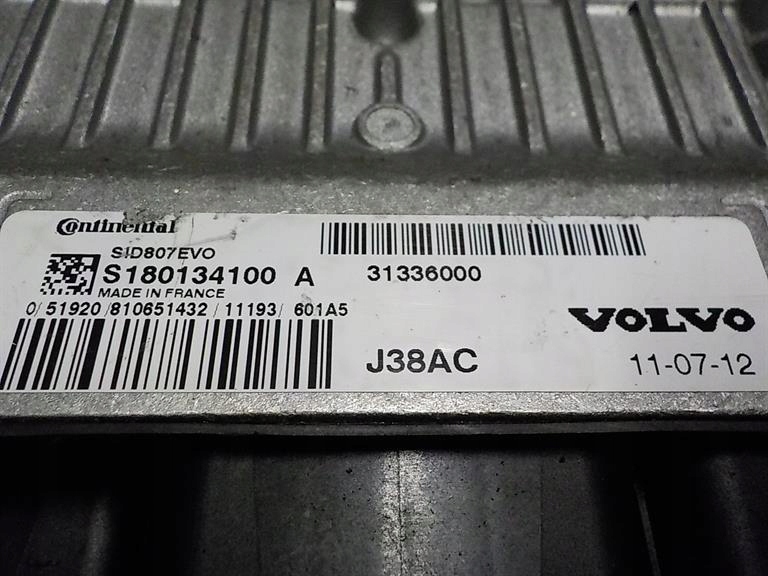 Continental
SID807EVO
S180134100 A
MADE IN FRANCE
0/51920/810651432/11193/601A5
31336000
J38AC
VOLVO
11-07-12